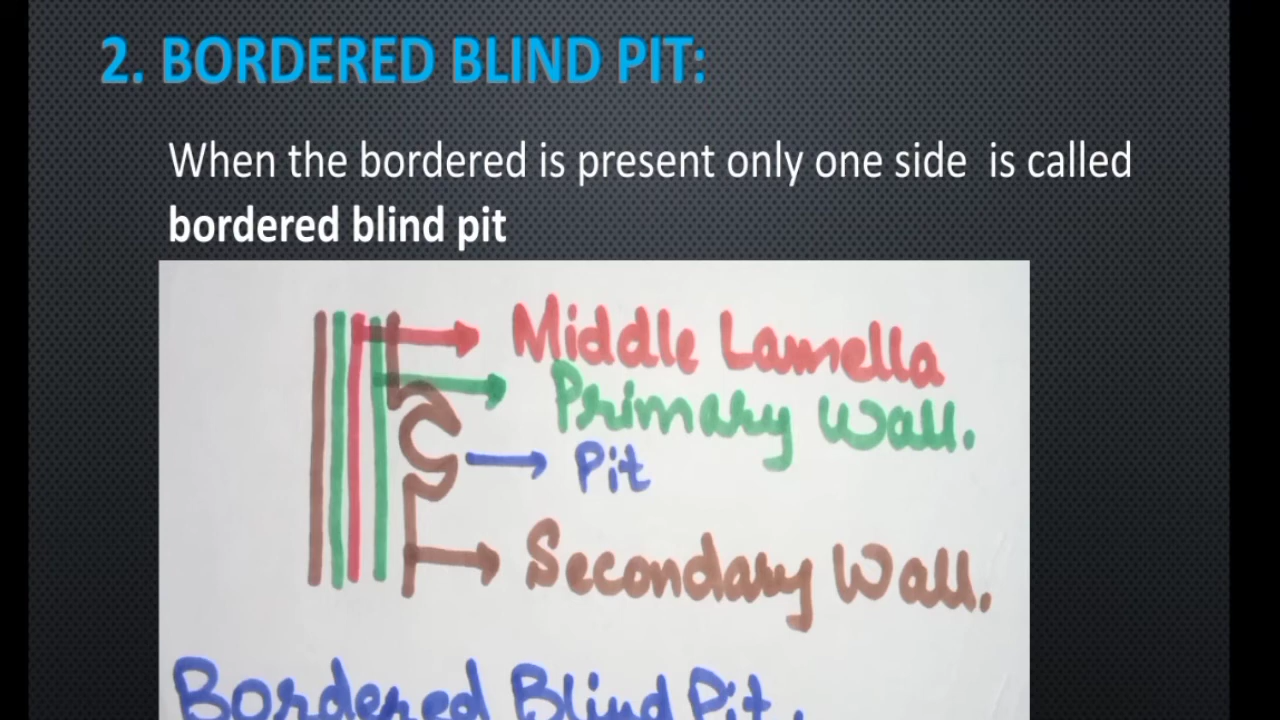 2. BORDERED BLIND PIT:
When the bordered is present only one side is called
bordered blind pit
Middle Lamella
Primary Wall.
Pit
Secondary Wall.
Bordered Blind Pit.